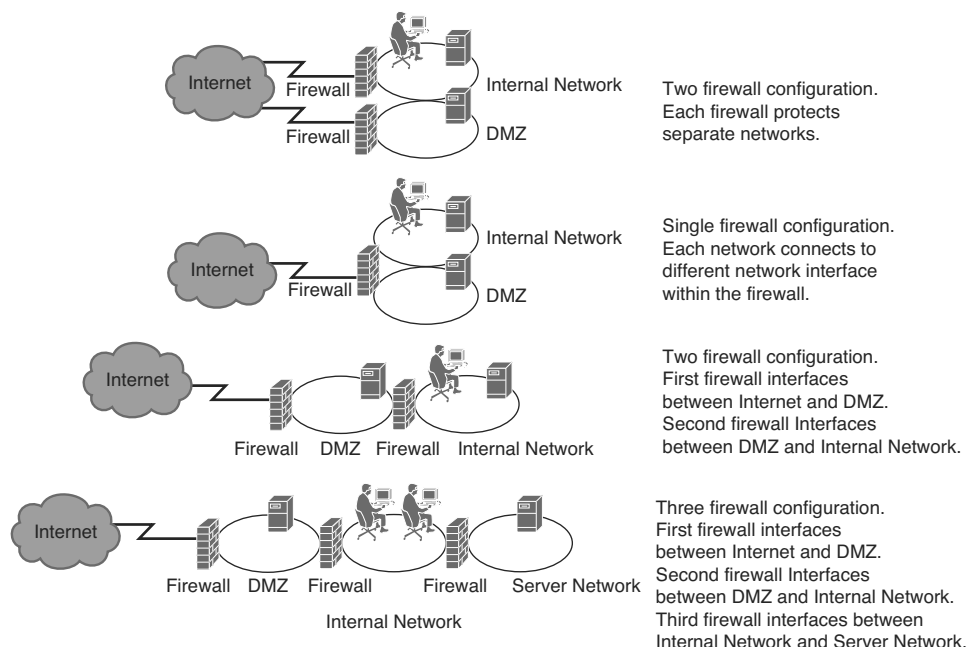 Internet
Firewall
Internal Network
Firewall
DMZ
Two firewall configuration.
Each firewall protects
separate networks.
Internet
Firewall
Internal Network
DMZ
Single firewall configuration.
Each network connects to
different network interface
within the firewall.
Internet
Firewall DMZ Firewall Internal Network
Two firewall configuration.
First firewall interfaces
between Internet and DMZ.
Second firewall Interfaces
between DMZ and Internal Network.
Internet
Firewall DMZ Firewall Firewall Server Network
Internal Network
Three firewall configuration.
First firewall interfaces
between Internet and DMZ.
Second firewall Interfaces
between DMZ and Internal Network.
Third firewall interfaces between
Internal Network and Server Network.